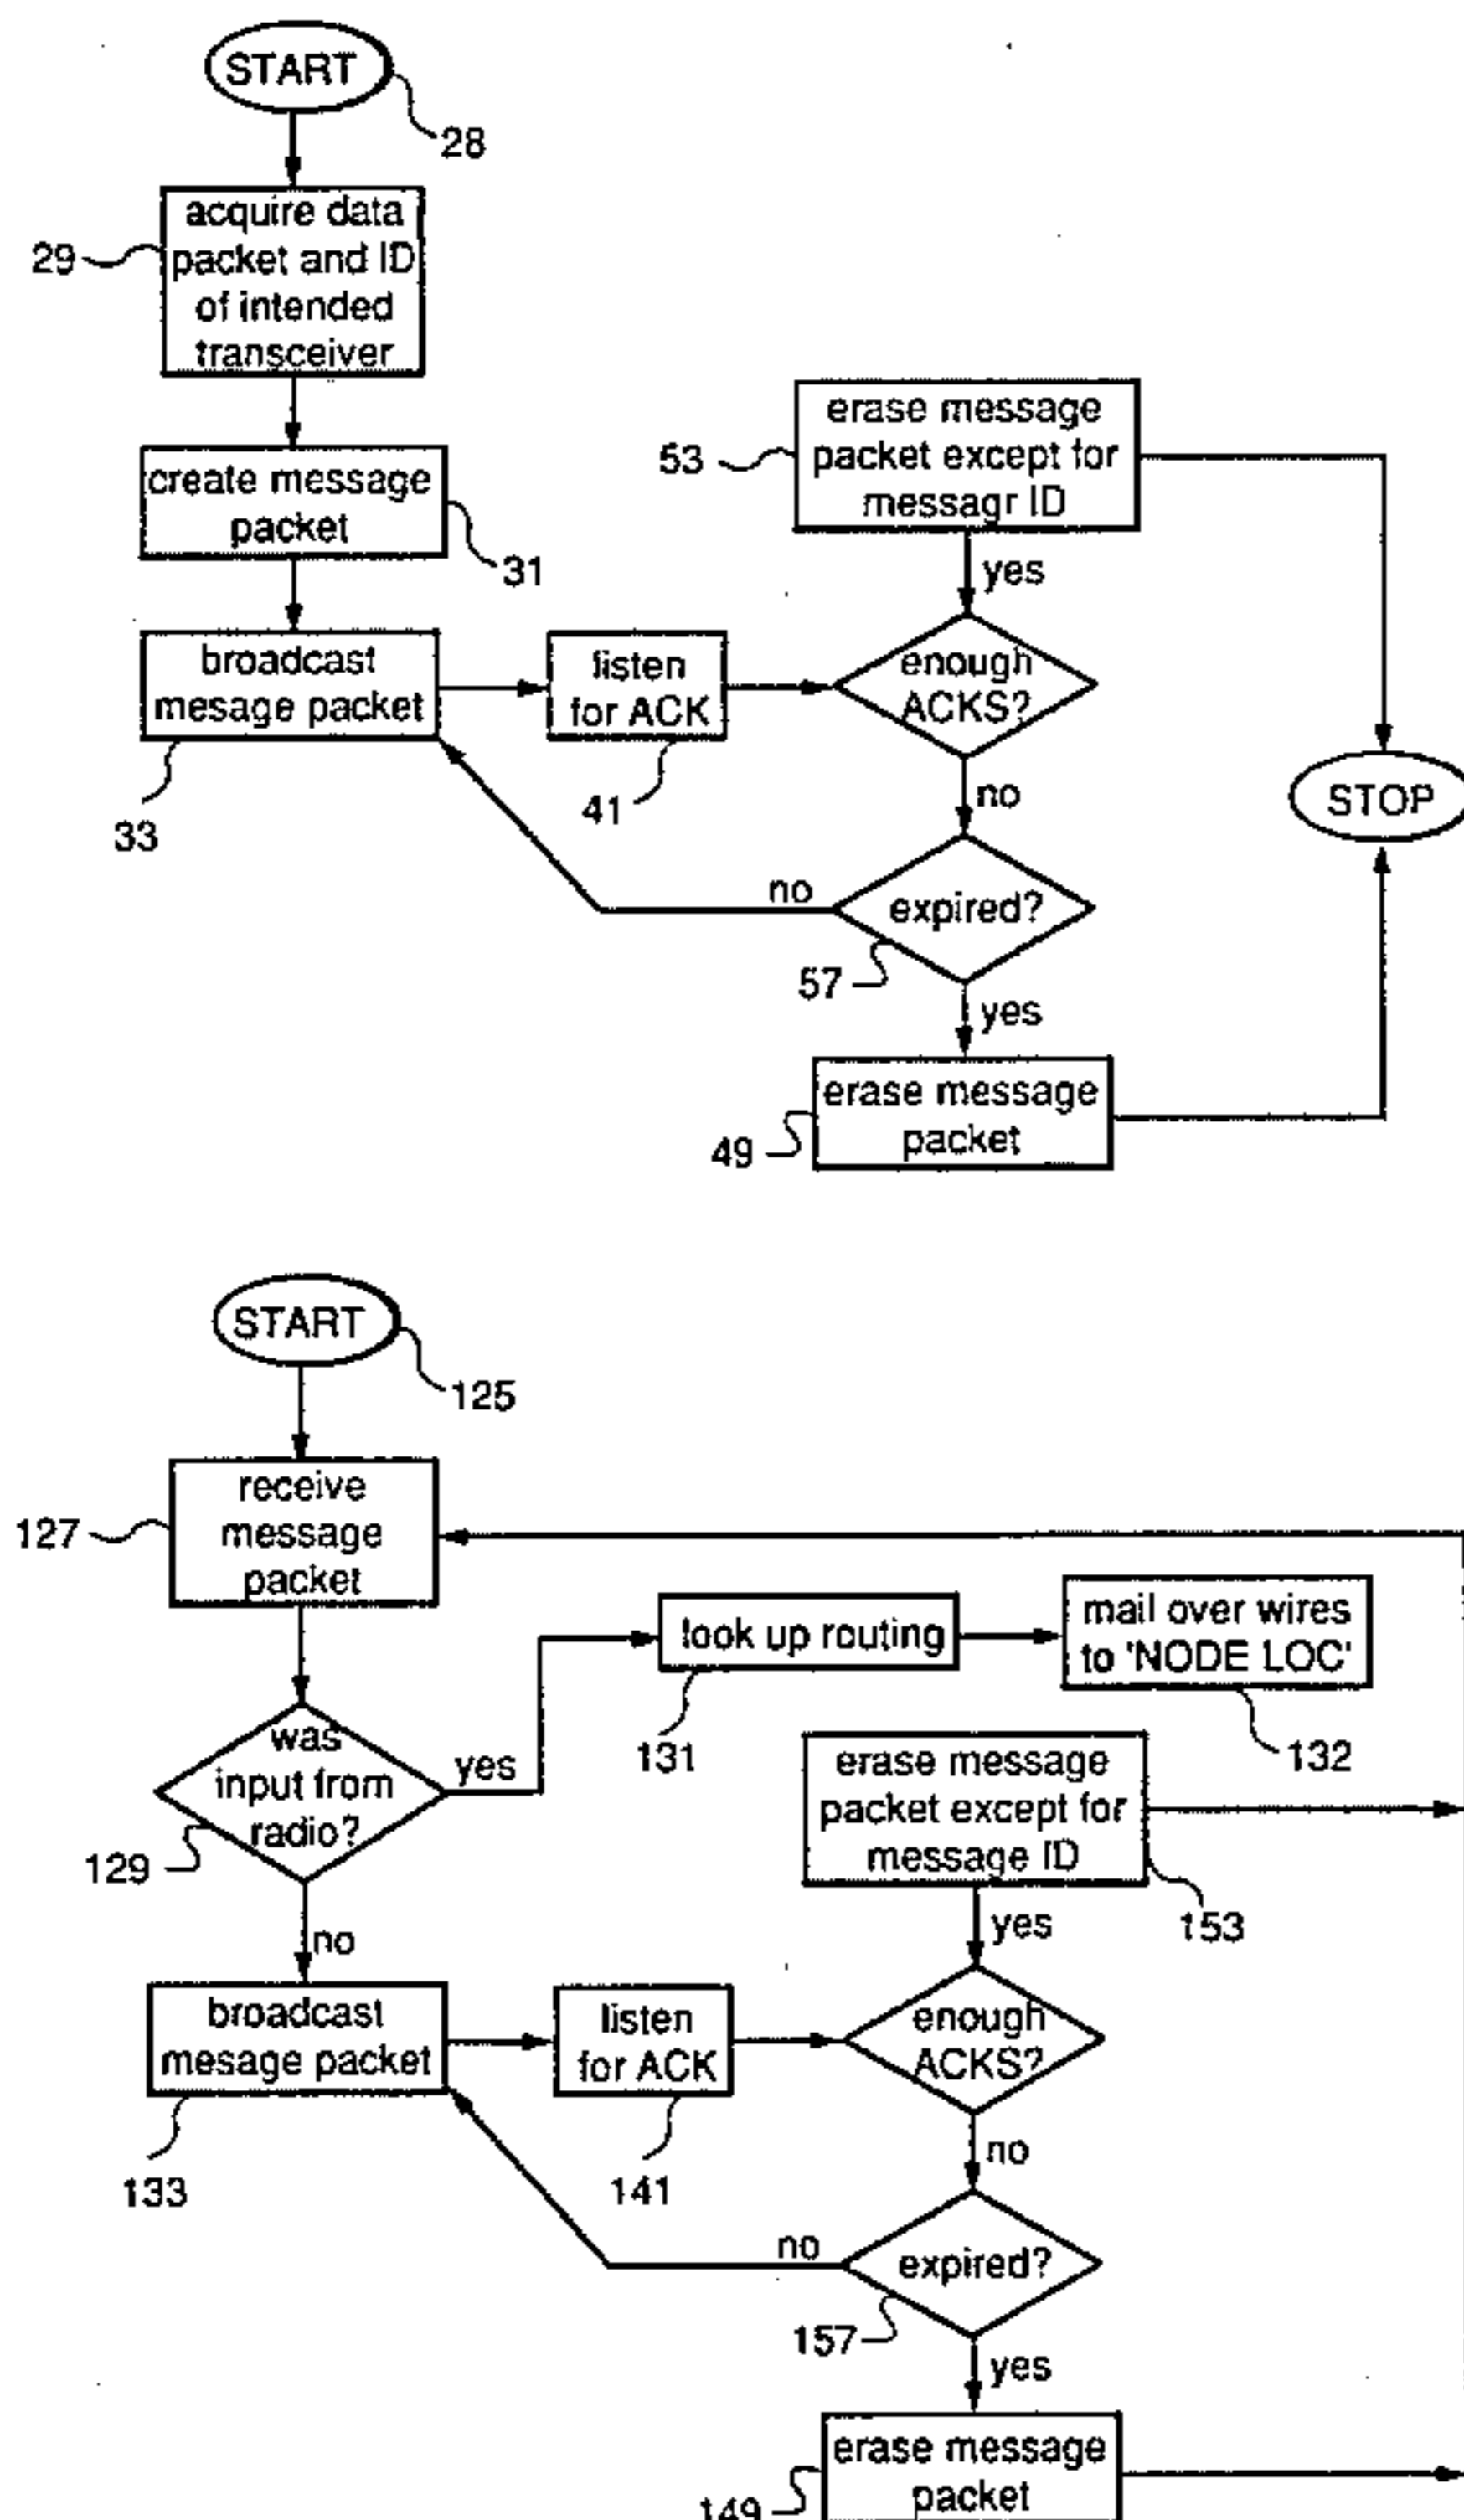 START
28
acquire data
packet and ID
of intended
transceiver
29
create message
packet
31
broadcast
mesage packet
33
listen
for ACK
41
erase message
packet except for
messagr ID
53
yes
enough
ACKS?
no
STOP
expired?
no
57
yes
erase message
packet
49
START
125
receive
message
packet
127
was
input from
radio?
129
yes
look up routing
131
mail over wires
to 'NODE LOC'
132
erase message
packet except for
message ID
153
yes
no
broadcast
mesage packet
133
listen
for ACK
141
enough
ACKS?
no
expired?
no
157
yes
erase message
packet
149